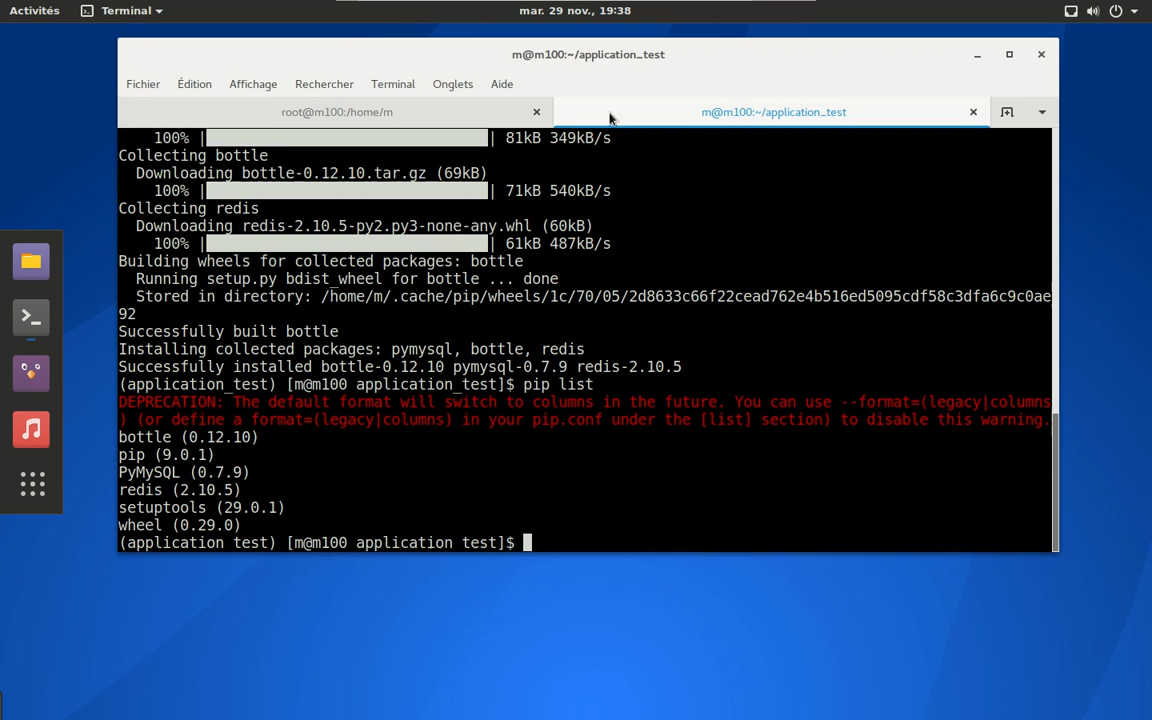 Activités Terminal mar. 29 nov., 19:38
m@m100:~/application_test
Fichier Édition Affichage Rechercher Terminal Onglets Aide
root@m100:/home/m m@m100:~/application_test
100% | | 81kB 349kB/s
Collecting bottle
Downloading bottle-0.12.10.tar.gz (69kB)
100% | | 71kB 540kB/s
Collecting redis
Downloading redis-2.10.5-py2.py3-none-any.whl (60kB)
100% | | 61kB 487kB/s
Building wheels for collected packages: bottle
Running setup.py bdist_wheel for bottle ... done
Stored in directory: /home/m/.cache/pip/wheels/1c/70/05/2d8633c66f22cead762e4b516ed5095cdf58c3dfa6c9c0ae
92
Successfully built bottle
Installing collected packages: pymysql, bottle, redis
Successfully installed bottle-0.12.10 pymysql-0.7.9 redis-2.10.5
(application_test) [m@m100 application_test]$ pip list
DEPRECATION: The default format will switch to columns in the future. You can use --format=(legacy|columns
) (or define a format=(legacy|columns) in your pip.conf under the [list] section) to disable this warning.
bottle (0.12.10)
pip (9.0.1)
PyMySQL (0.7.9)
redis (2.10.5)
setuptools (29.0.1)
wheel (0.29.0)
(application_test) [m@m100 application_test]$